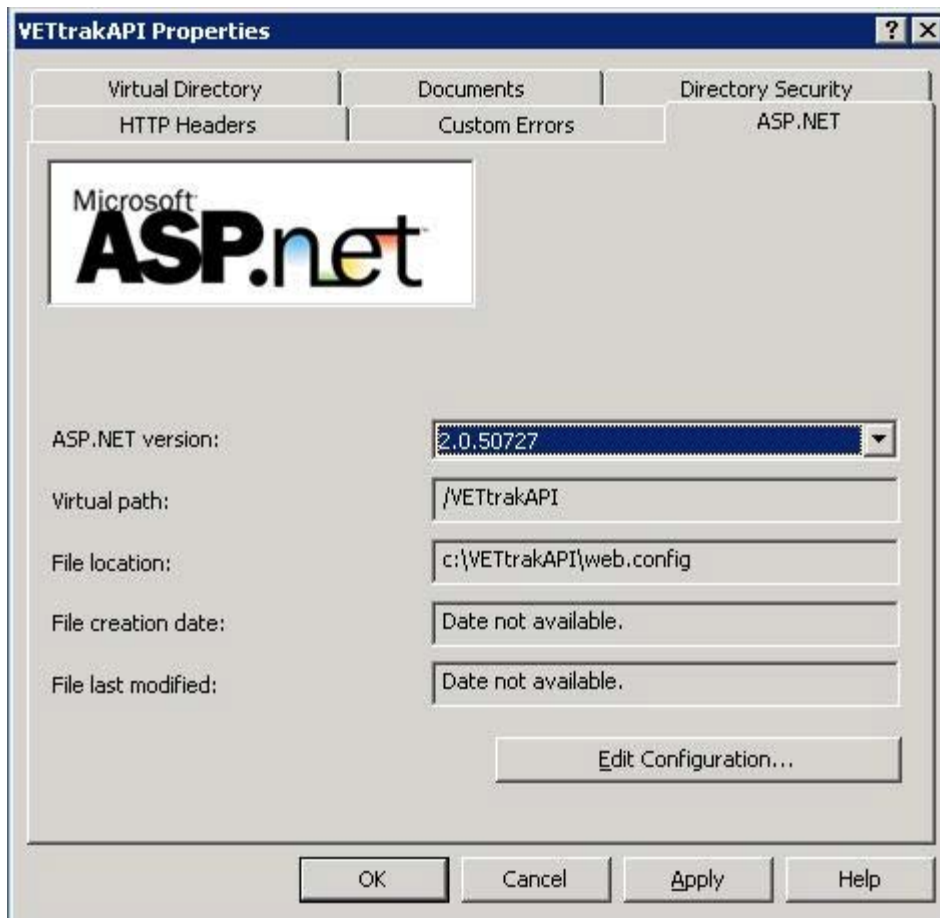 VETtrakAPI Properties
Virtual Directory Documents Directory Security
HTTP Headers Custom Errors ASP.NET
Microsoft
ASP.net
ASP.NET version: 2.0.50727
Virtual path: /VETtrakAPI
File location: c:\VETtrakAPI\web.config
File creation date: Date not available.
File last modified: Date not available.
Edit Configuration...
OK Cancel Apply Help